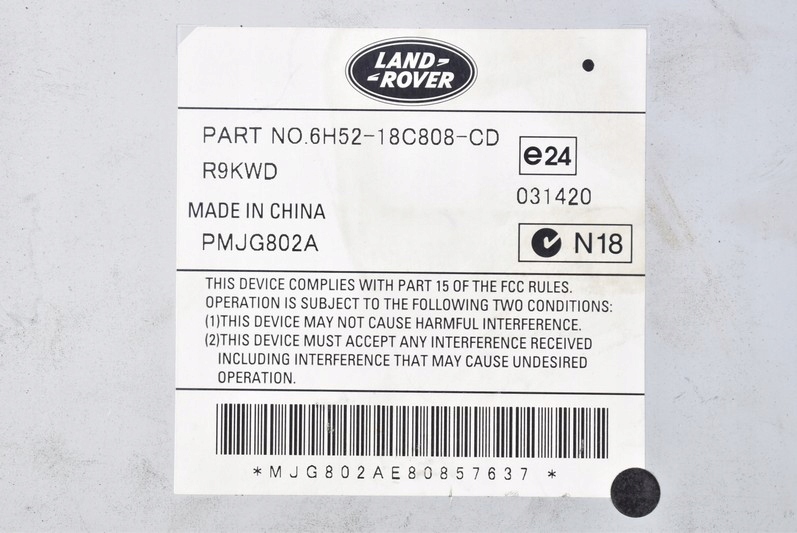 LAND-
-ROVER
PART NO.6H52-18C808-CD
e24
R9KWD
031420
MADE IN CHINA
PMJG802A
N18
THIS DEVICE COMPLIES WITH PART 15 OF THE FCC RULES.
OPERATION IS SUBJECT TO THE FOLLOWING TWO CONDITIONS:
(1)THIS DEVICE MAY NOT CAUSE HARMFUL INTERFERENCE.
(2)THIS DEVICE MUST ACCEPT ANY INTERFERENCE RECEIVED
INCLUDING INTERFERENCE THAT MAY CAUSE UNDESIRED
OPERATION.
*MJG802AE80857637 *